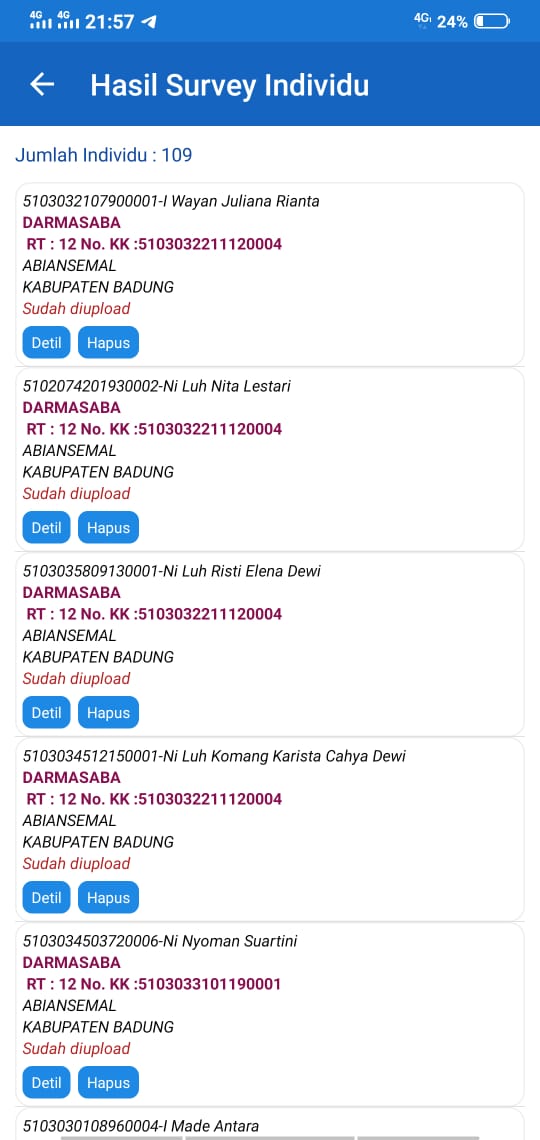 4G 4G 21:57 4G 24%
Hasil Survey Individu
Jumlah Individu : 109
5103032107900001-I Wayan Juliana Rianta
DARMASABA
RT : 12 No. KK :5103032211120004
ABIANSEMAL
KABUPATEN BADUNG
Sudah diupload
Detil Hapus
5102074201930002-Ni Luh Nita Lestari
DARMASABA
RT : 12 No. KK :5103032211120004
ABIANSEMAL
KABUPATEN BADUNG
Sudah diupload
Detil Hapus
5103035809130001-Ni Luh Risti Elena Dewi
DARMASABA
RT : 12 No. KK :5103032211120004
ABIANSEMAL
KABUPATEN BADUNG
Sudah diupload
Detil Hapus
5103034512150001-Ni Luh Komang Karista Cahya Dewi
DARMASABA
RT : 12 No. KK :5103032211120004
ABIANSEMAL
KABUPATEN BADUNG
Sudah diupload
Detil Hapus
5103034503720006-Ni Nyoman Suartini
DARMASABA
RT : 12 No. KK :5103033101190001
ABIANSEMAL
KABUPATEN BADUNG
Sudah diupload
Detil Hapus
5103030108960004-I Made Antara